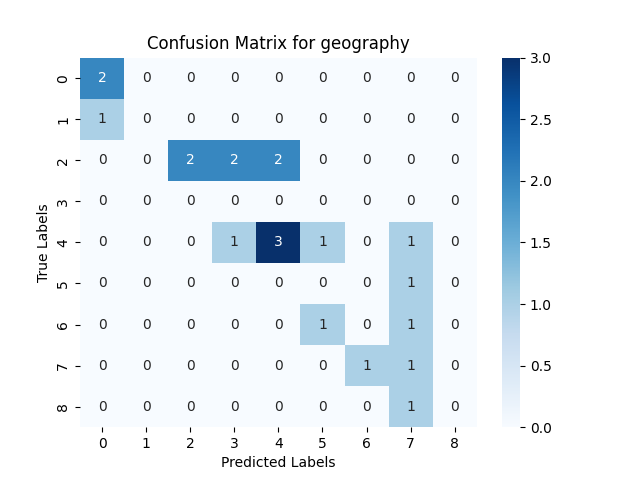 Confusion Matrix for geography
0 2 0 0 0 0 0 0 0 0
1 1 0 0 0 0 0 0 0 0
2 0 0 2 2 2 0 0 0 0
3 0 0 0 0 0 0 0 0 0
4 0 0 0 1 3 1 0 1 0
5 0 0 0 0 0 0 0 1 0
6 0 0 0 0 0 1 0 1 0
7 0 0 0 0 0 0 1 1 0
8 0 0 0 0 0 0 0 1 0
0 1 2 3 4 5 6 7 8
Predicted Labels
True Labels
3.0
2.5
2.0
1.5
1.0
0.5
0.0